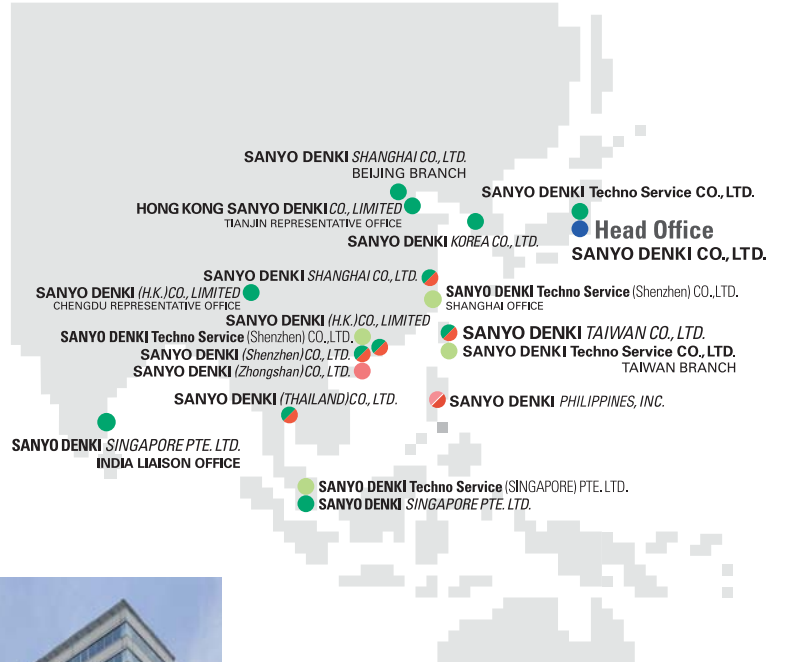 SANYO DENKI SHANGHAI CO., LTD.
BEIJING BRANCH
SANYO DENKI Techno Service CO., LTD.
HONG KONG SANYO DENKI CO., LIMITED
TIANJIN REPRESENTATIVE OFFICE
Head Office
SANYO DENKI KOREA CO., LTD.
SANYO DENKI CO., LTD.
SANYO DENKI SHANGHAI CO., LTD.
SANYO DENKI (H.K.) CO., LIMITED
CHENGDU REPRESENTATIVE OFFICE
SANYO DENKI Techno Service (Shenzhen) CO., LTD.
SHANGHAI OFFICE
SANYO DENKI (H.K.) CO., LIMITED
SANYO DENKI Techno Service (Shenzhen) CO., LTD.
SANYO DENKI TAIWAN CO., LTD.
SANYO DENKI (Shenzhen) CO., LTD.
SANYO DENKI Techno Service CO., LTD.
TAIWAN BRANCH
SANYO DENKI (Zhongshan) CO., LTD.
SANYO DENKI (THAILAND) CO., LTD.
SANYO DENKI PHILIPPINES, INC.
SANYO DENKI SINGAPORE PTE. LTD.
INDIA LIAISON OFFICE
SANYO DENKI Techno Service (SINGAPORE) PTE. LTD.
SANYO DENKI SINGAPORE PTE. LTD.